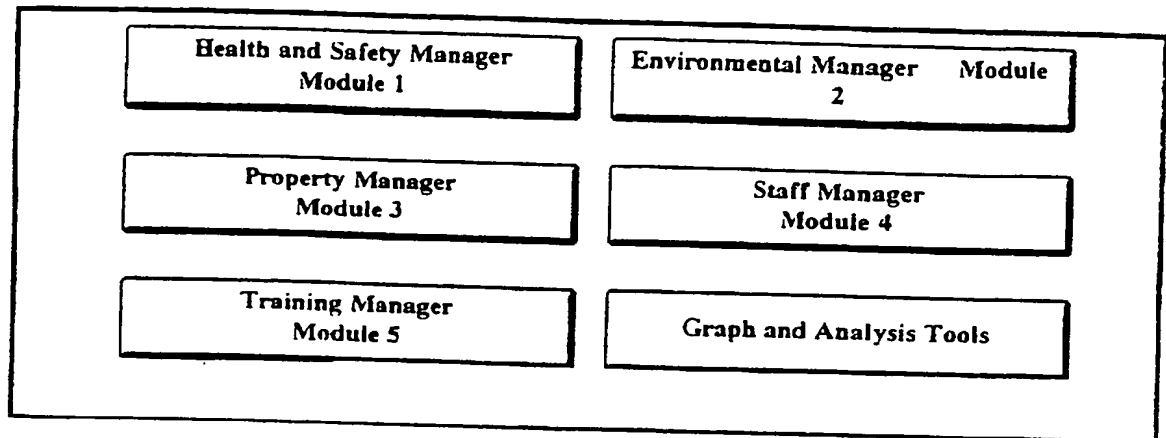 Health and Safety Manager
Module 1
Environmental Manager Module
2
Property Manager
Module 3
Staff Manager
Module 4
Training Manager
Module 5
Graph and Analysis Tools